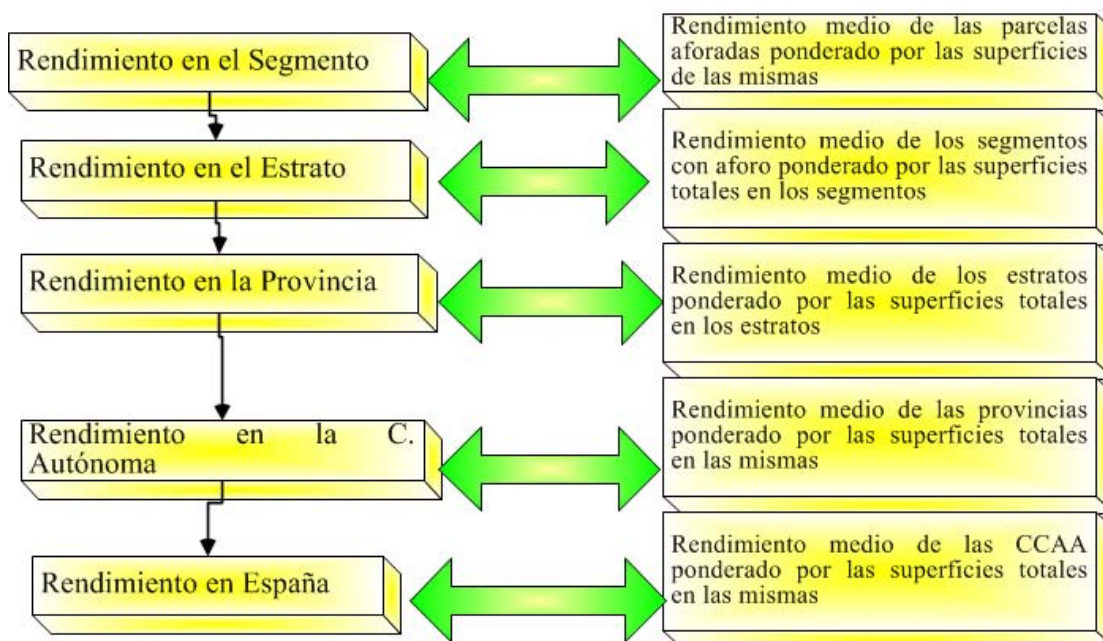 Rendimiento en el Segmento
Rendimiento medio de las parcelas
aforadas ponderado por las superficies
de las mismas
Rendimiento en el Estrato
Rendimiento medio de los segmentos
con aforo ponderado por las superficies
totales en los segmentos
Rendimiento en la Provincia
Rendimiento medio de los estratos
ponderado por las superficies totales
en los estratos
Rendimiento en la C.
Autónoma
Rendimiento medio de las provincias
ponderado por las superficies totales
en las mismas
Rendimiento en España
Rendimiento medio de las CCAA
ponderado por las superficies totales
en las mismas